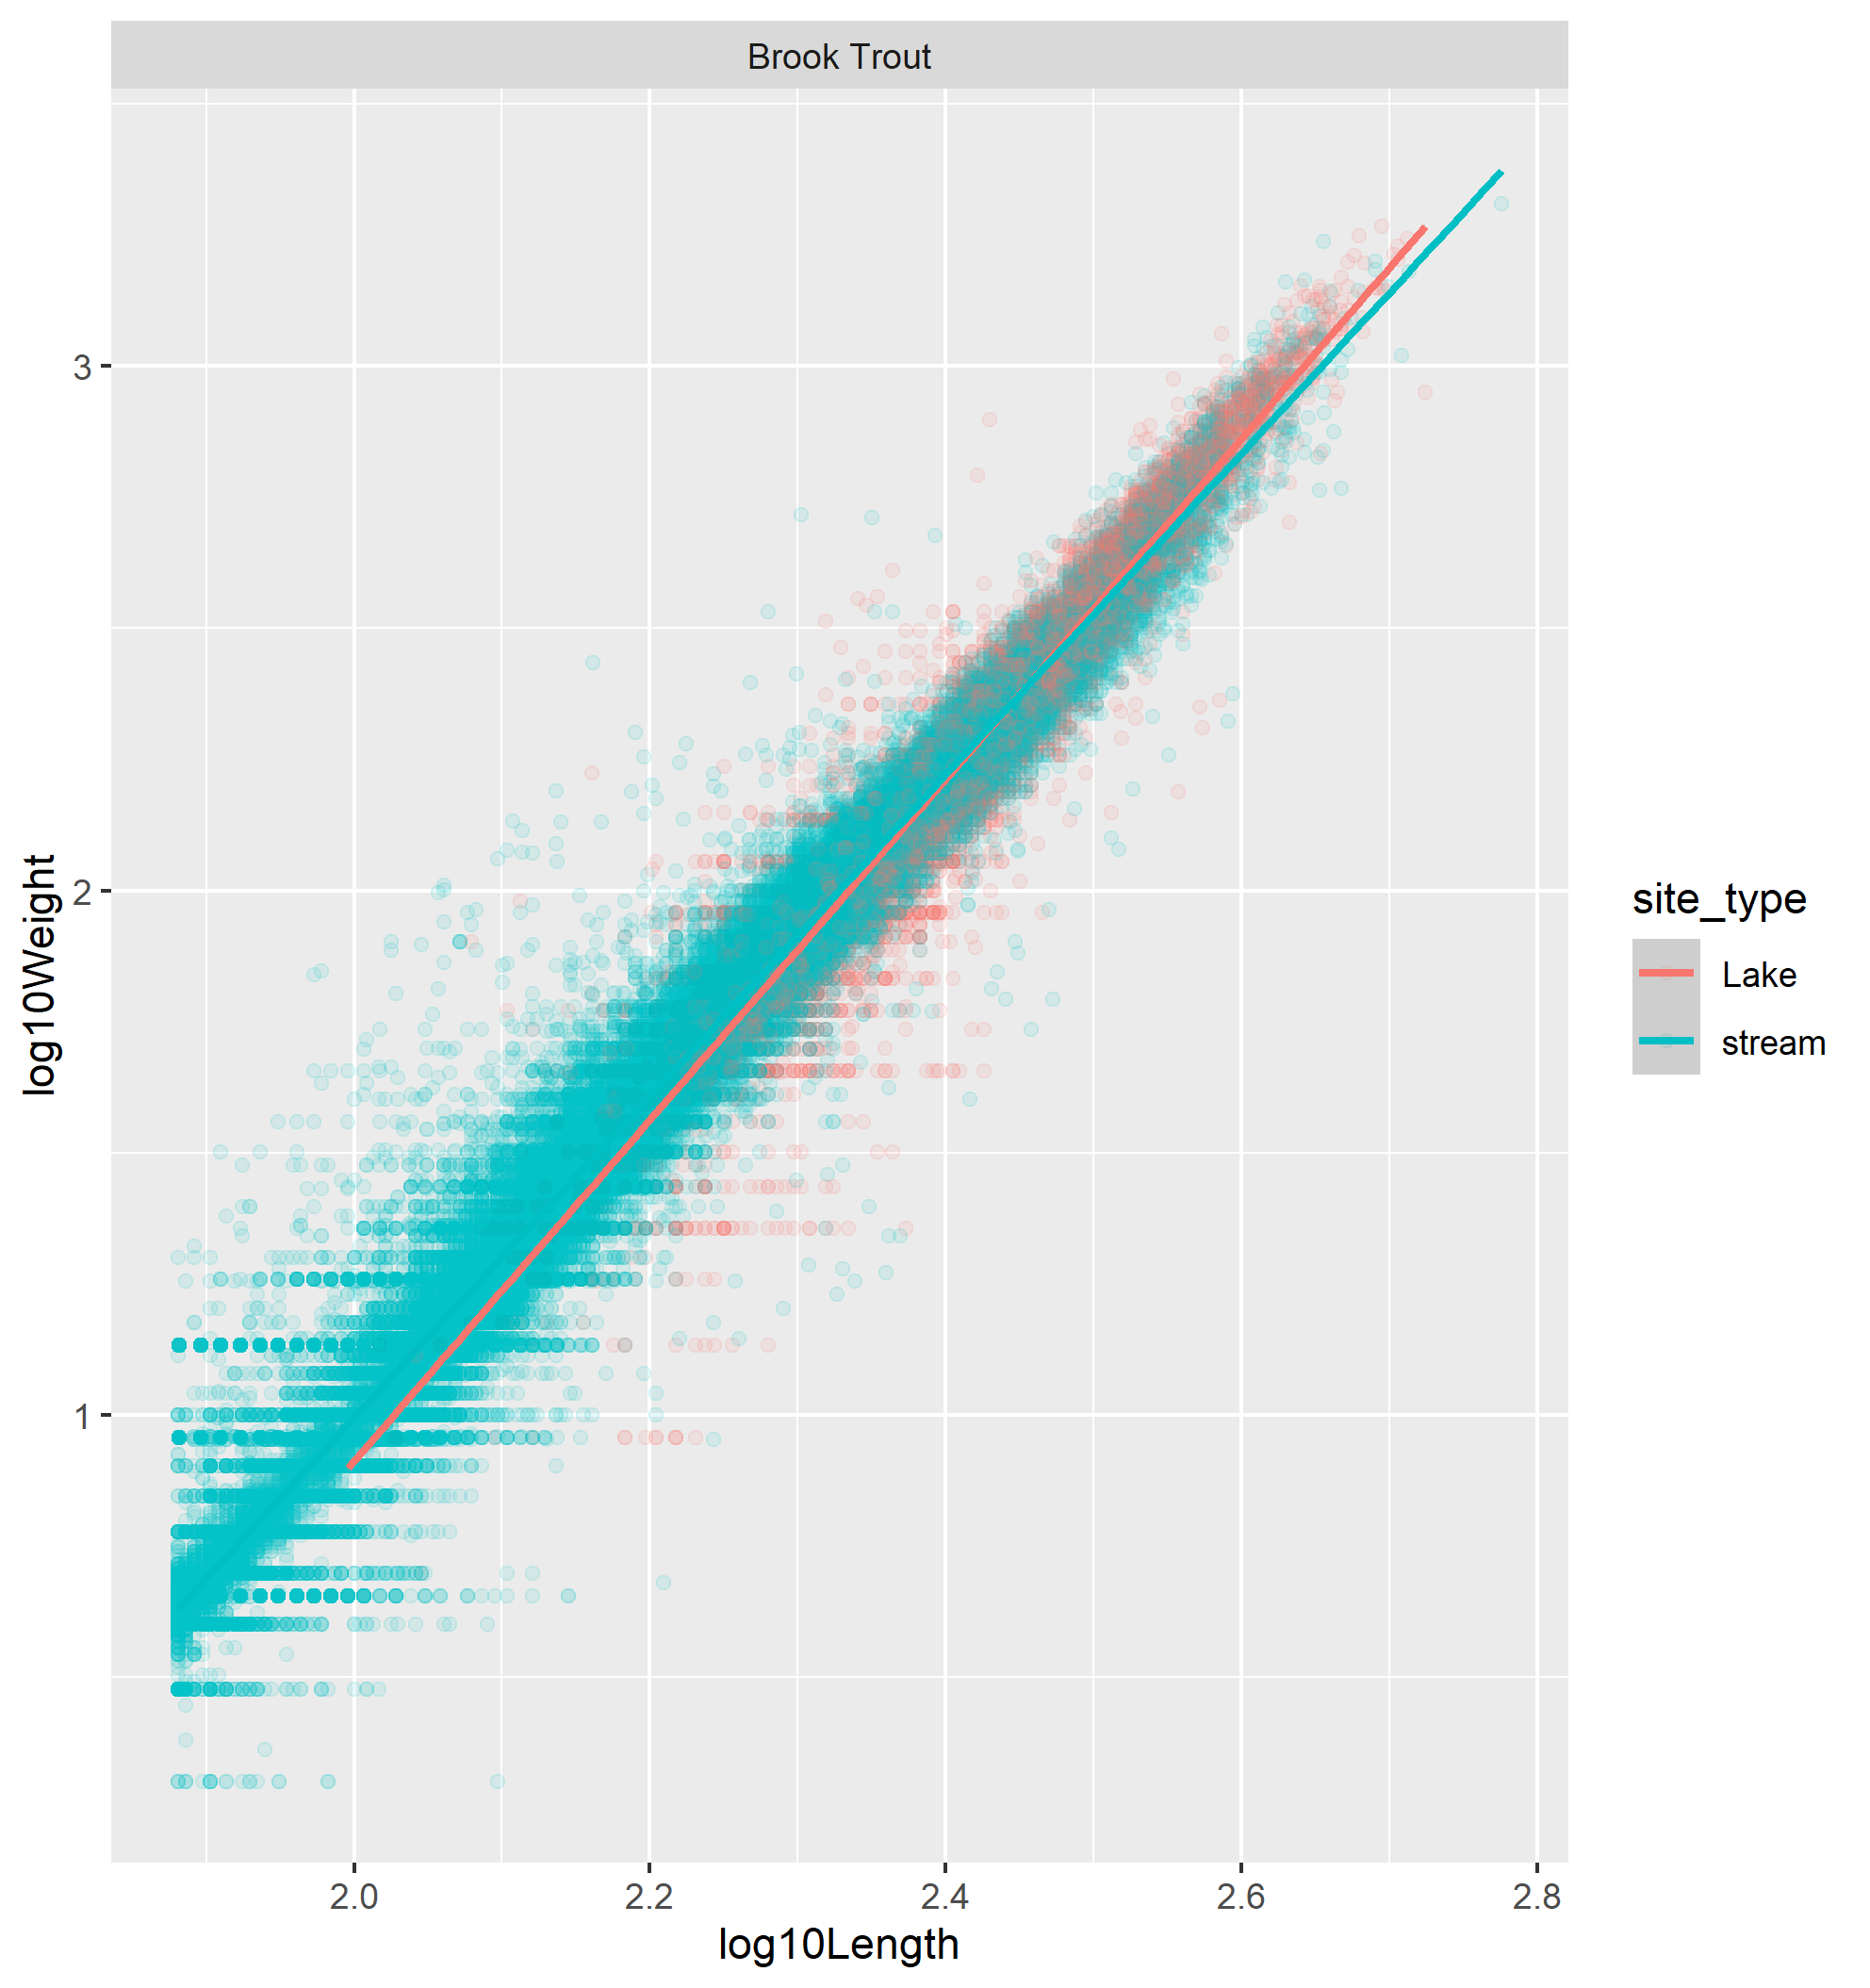 Brook Trout
log10Weight
3
2
1
2.0 2.2 2.4 2.6 2.8
log10Length
site_type
Lake
stream